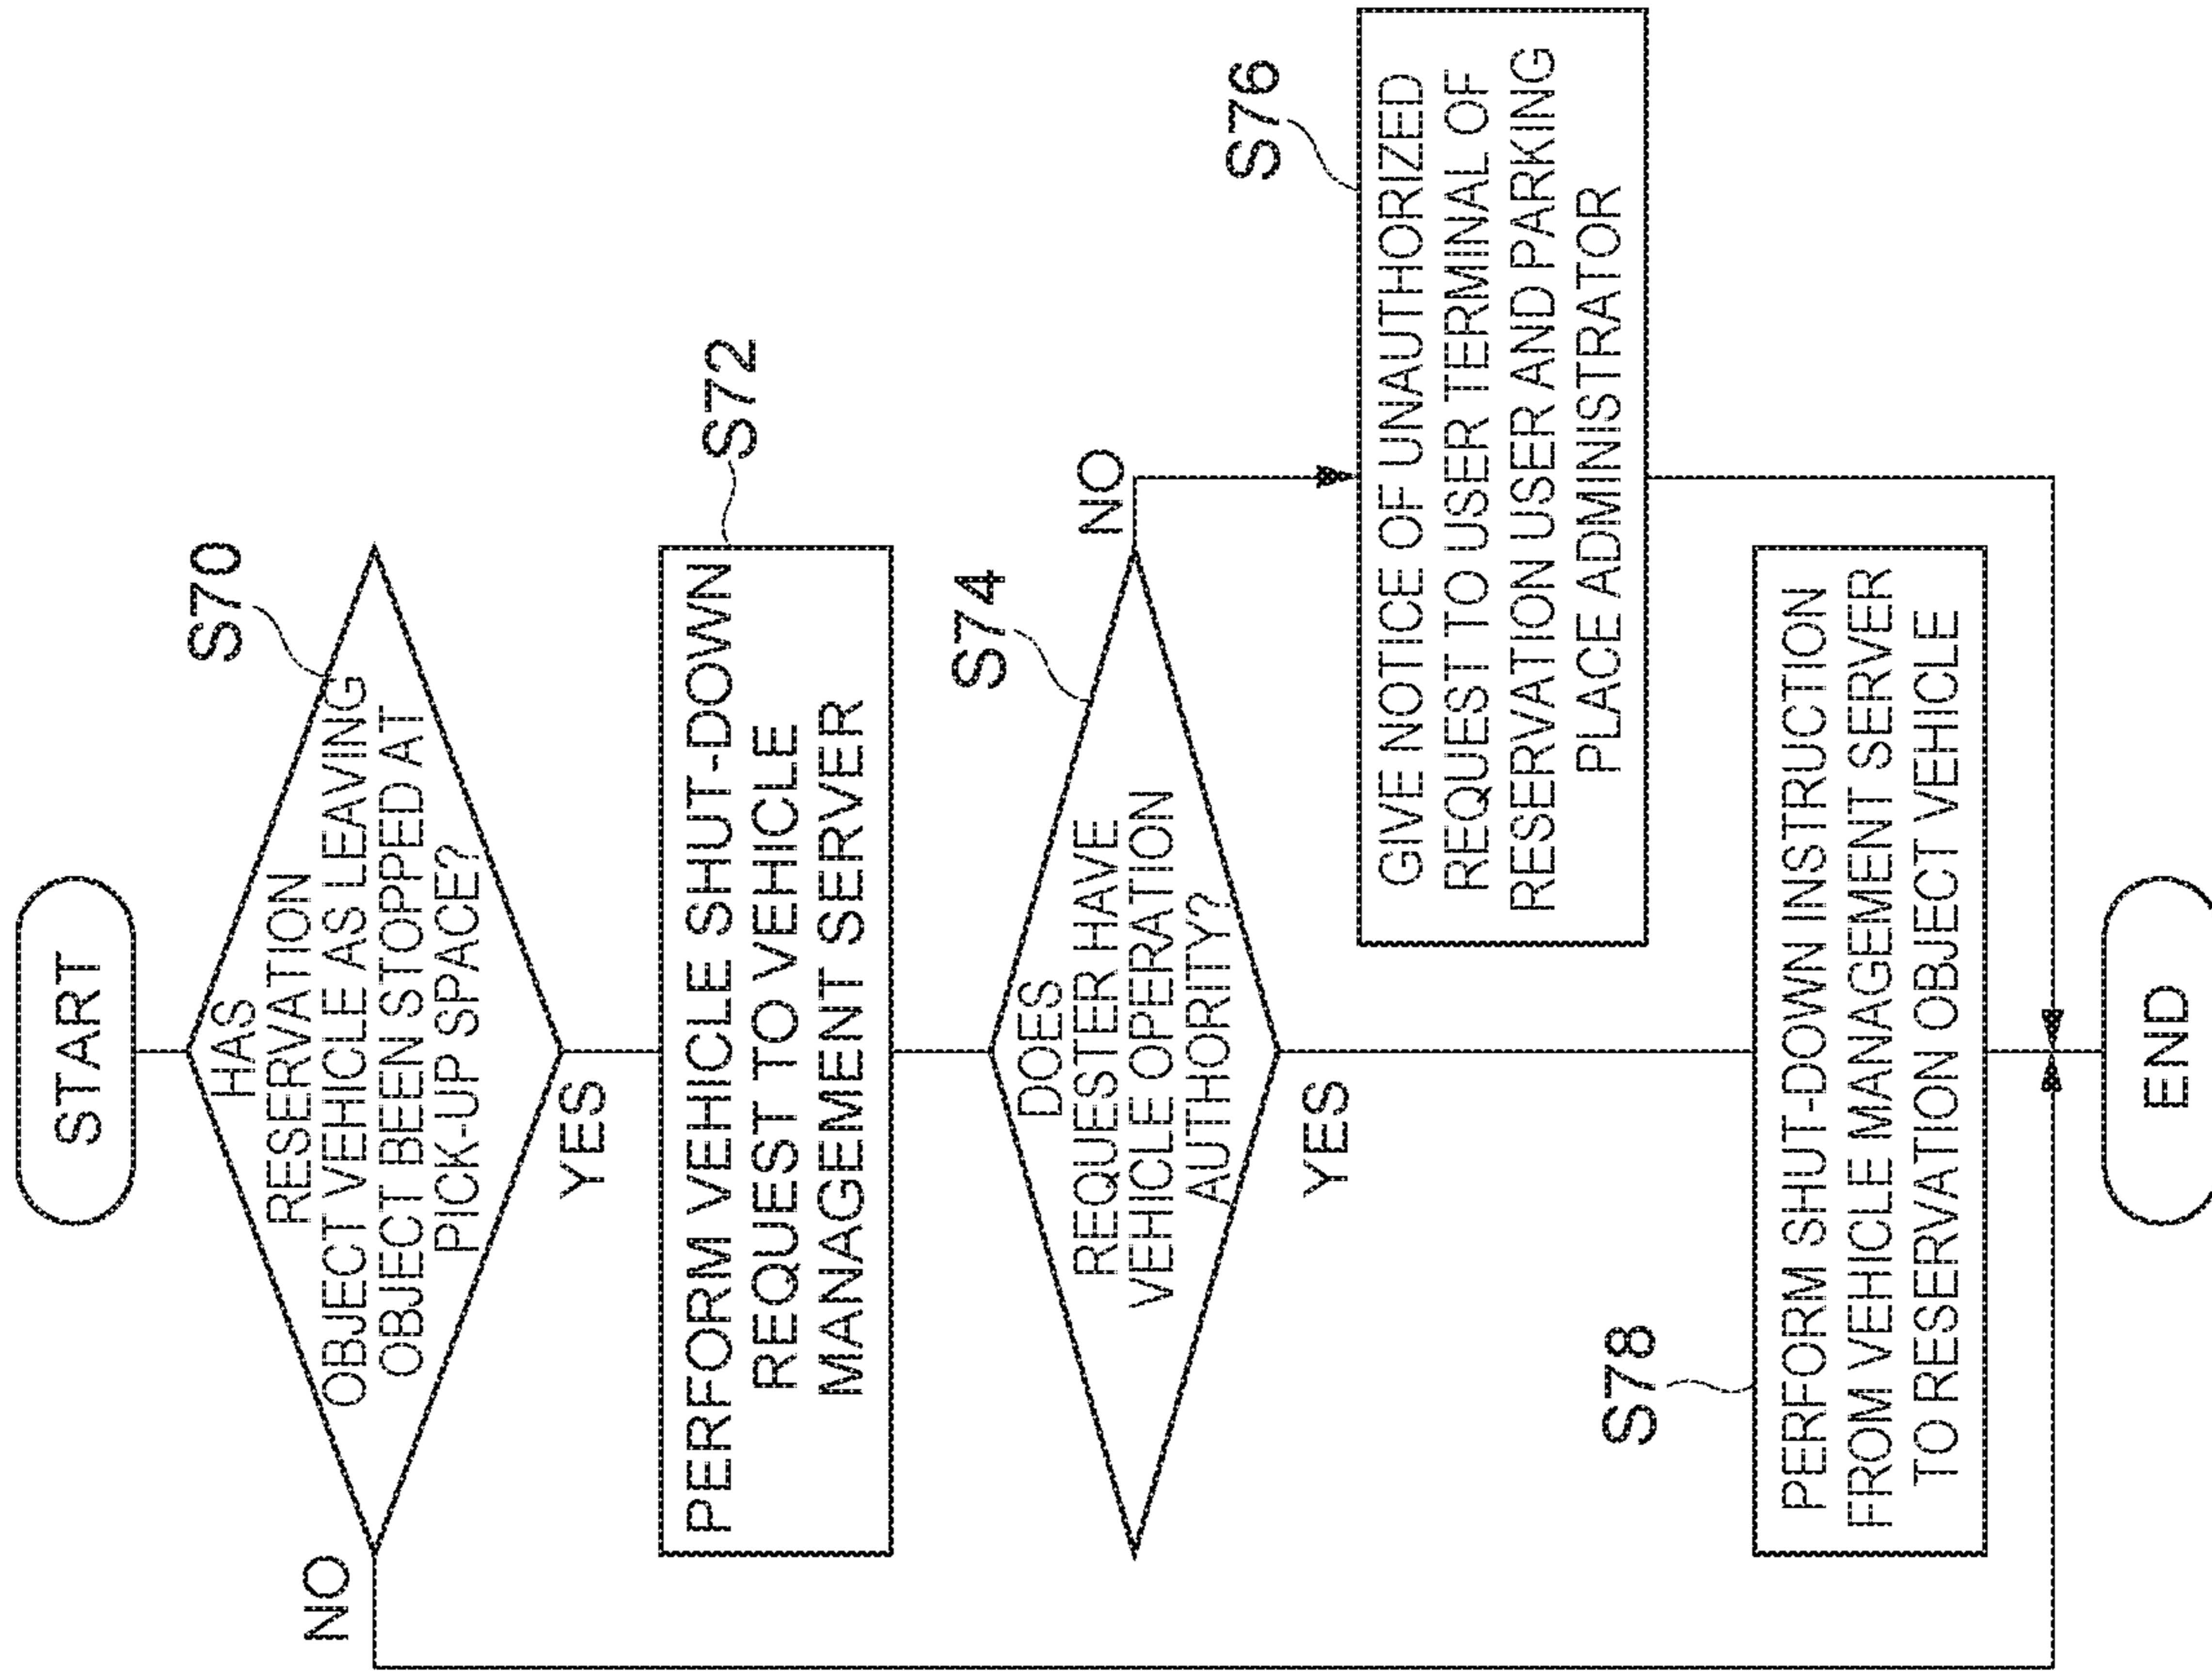 START
S70
HAS
RESERVATION
OBJECT VEHICLE AS LEAVING
OBJECT BEEN STOPPED AT
PICK-UP SPACE?
NO
YES
S72
PERFORM VEHICLE SHUT-DOWN
REQUEST TO VEHICLE
MANAGEMENT SERVER
S74
DOES
REQUESTER HAVE
VEHICLE OPERATION
AUTHORITY?
NO
YES
S76
GIVE NOTICE OF UNAUTHORIZED
REQUEST TO USER TERMINAL OF
RESERVATION USER AND PARKING
PLACE ADMINISTRATOR
S78
PERFORM SHUT-DOWN INSTRUCTION
FROM VEHICLE MANAGEMENT SERVER
TO RESERVATION OBJECT VEHICLE
END